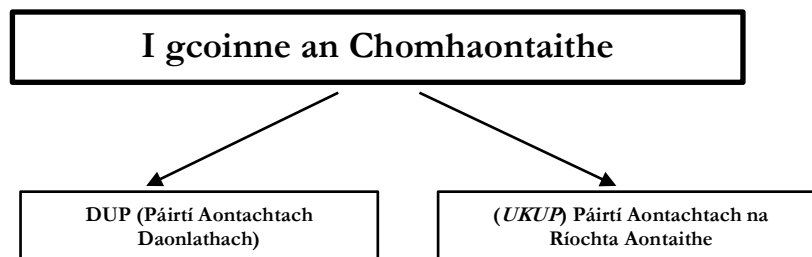 I gcoinne an Chomhaontaithe
DUP (Páirtí Aontachtach
Daonlathach)
(UKUP) Páirtí Aontachtach na
Ríochta Aontaithe